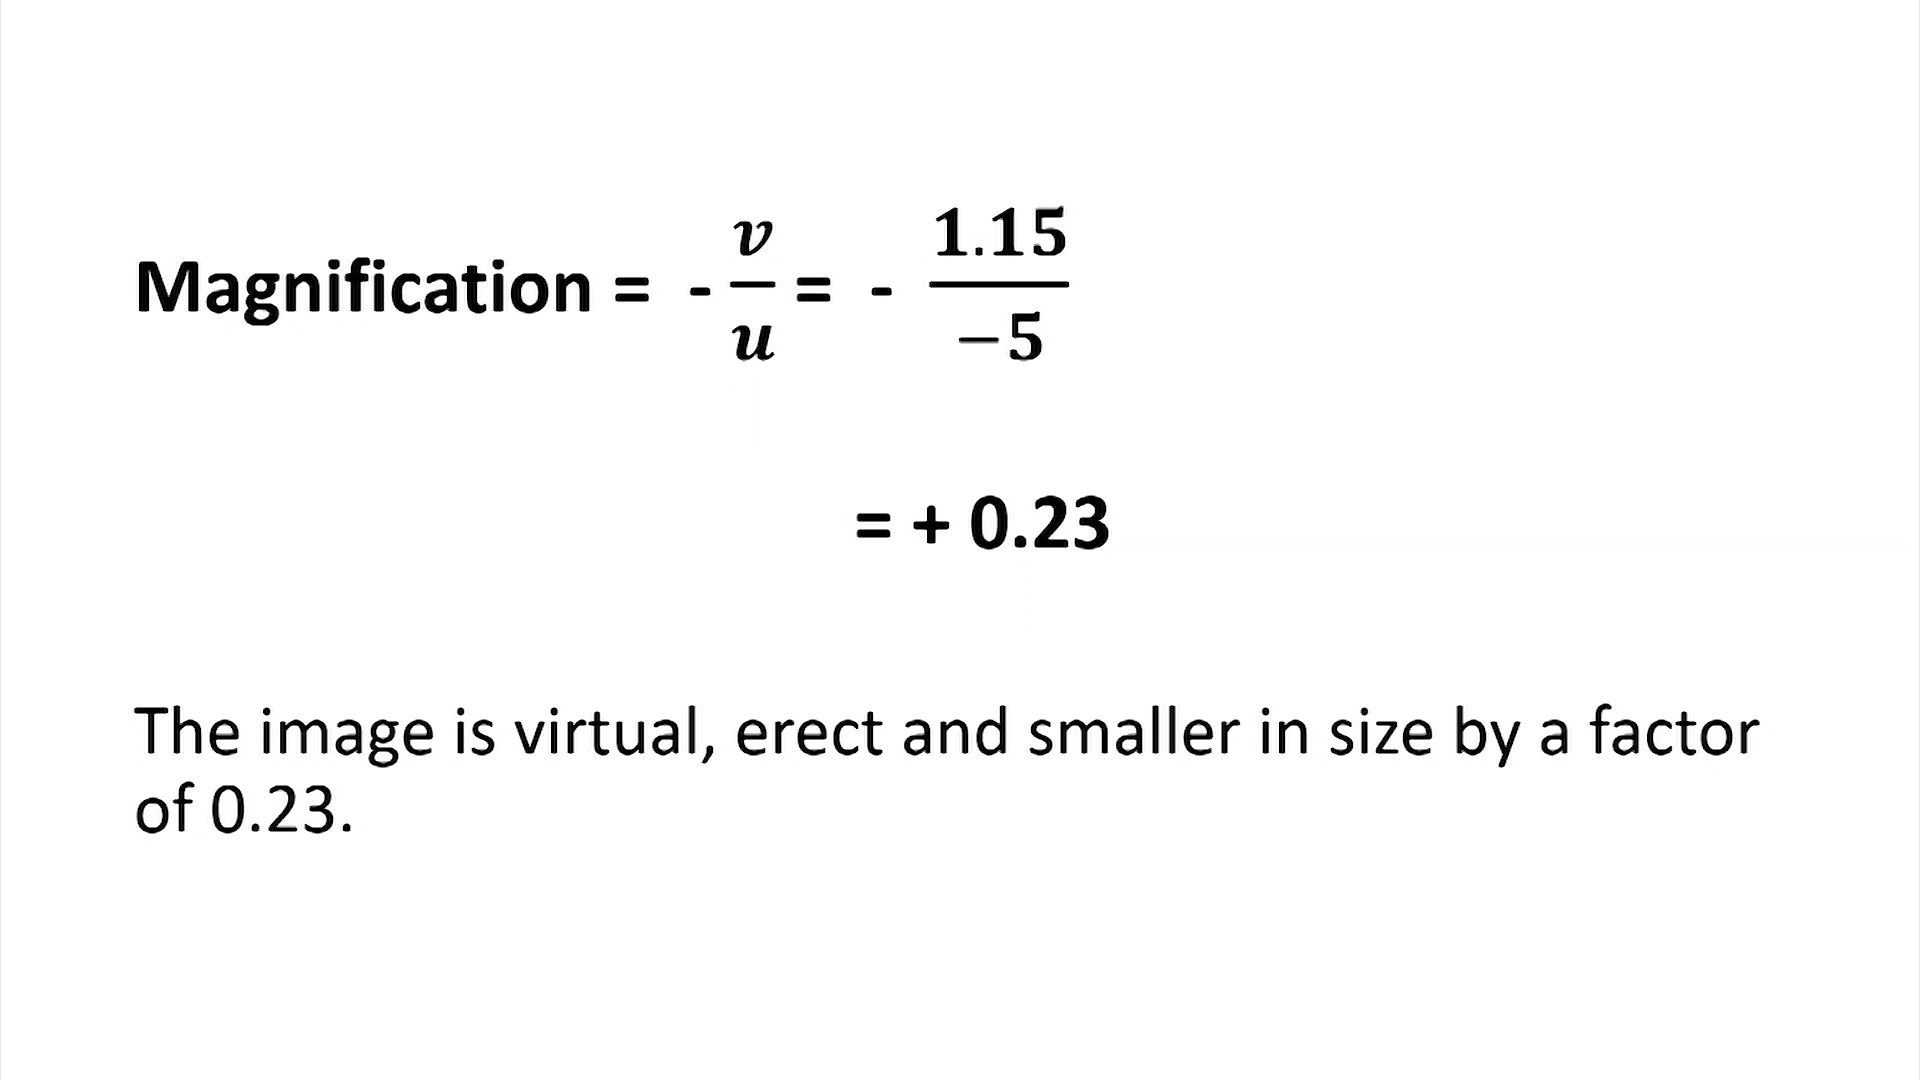 Magnification = - v/u = - 1.15/−5
= + 0.23
The image is virtual, erect and smaller in size by a factor
of 0.23.